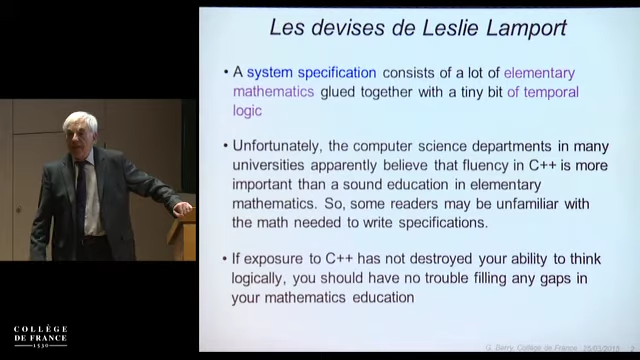 Les devises de Leslie Lamport
• A system specification consists of a lot of elementary
mathematics glued together with a tiny bit of temporal
logic
• Unfortunately, the computer science departments in many
universities apparently believe that fluency in C++ is more
important than a sound education in elementary
mathematics. So, some readers may be unfamiliar with
the math needed to write specifications.
• If exposure to C++ has not destroyed your ability to think
logically, you should have no trouble filling any gaps in
your mathematics education
COLLÈGE
DE FRANCE
1530
G. Berry, Collège de France